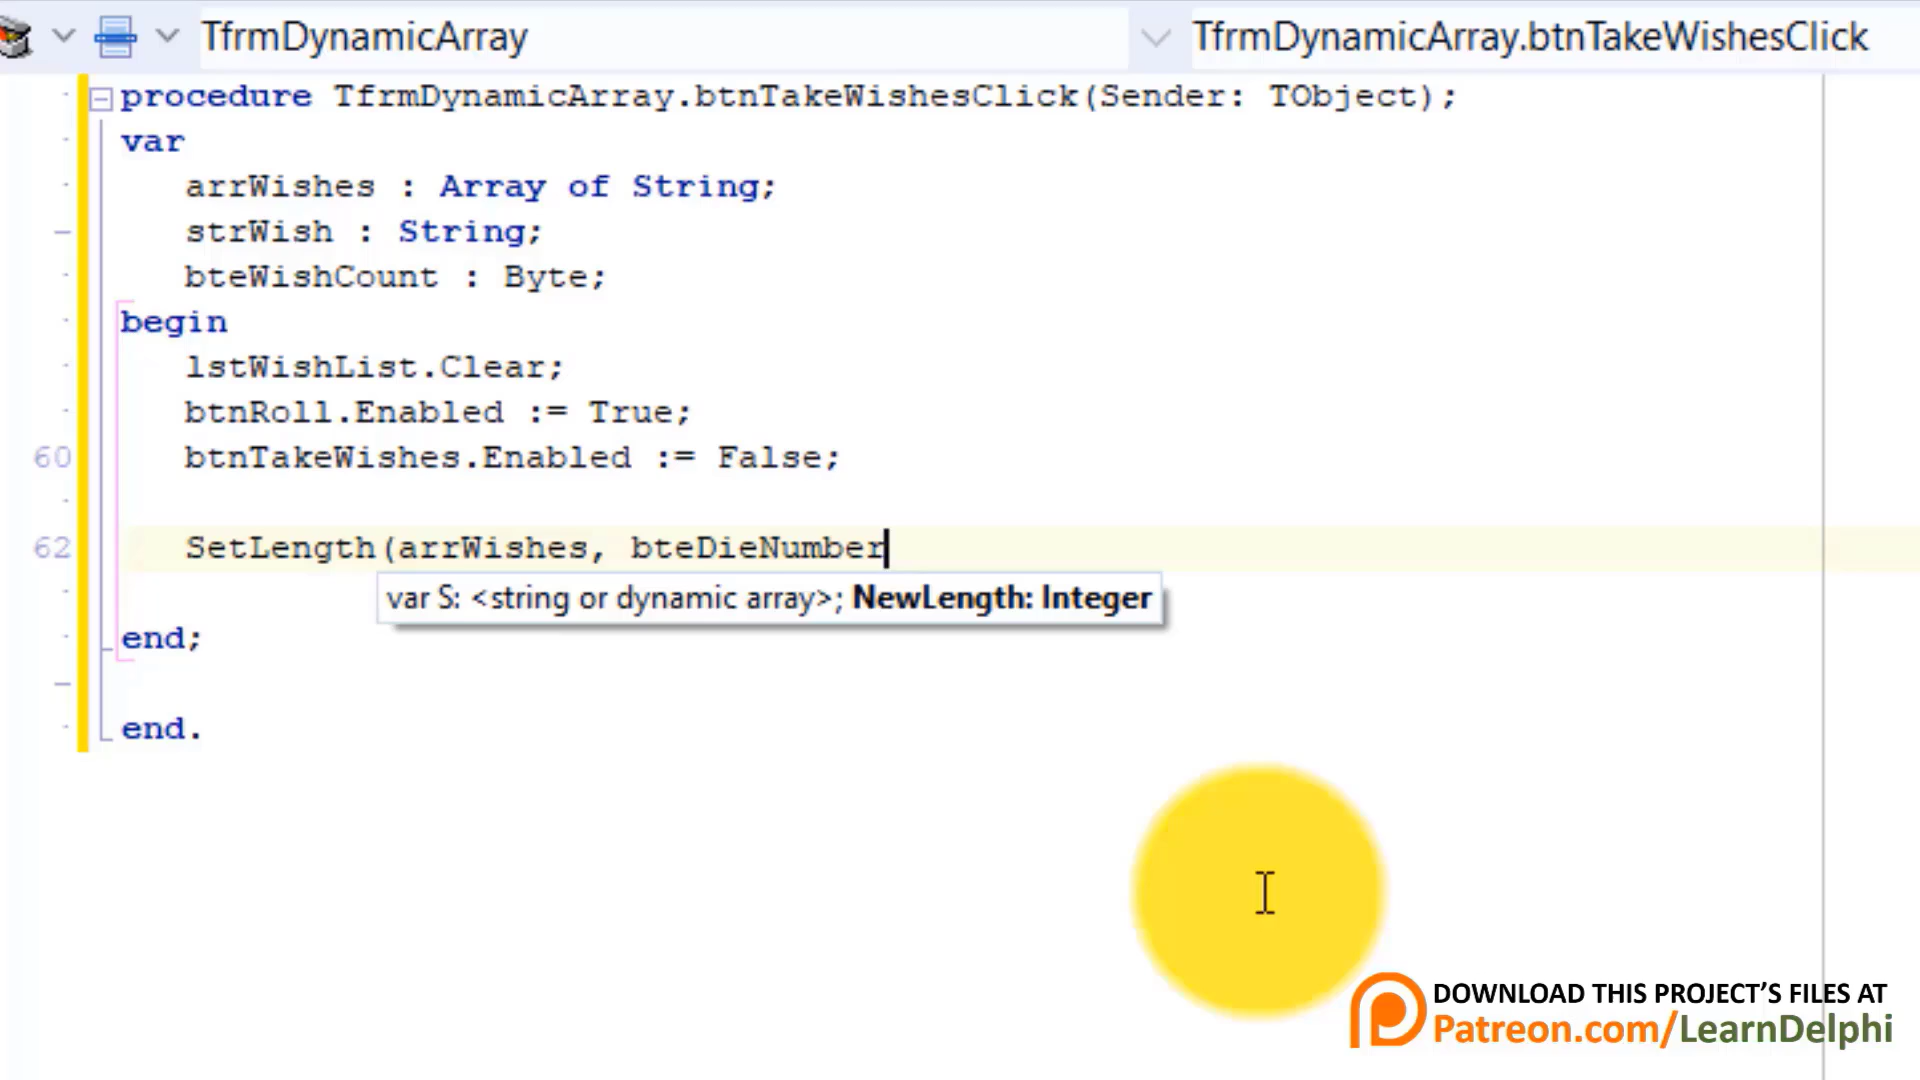 TfrmDynamicArray
TfrmDynamicArray.btnTakeWishesClick
procedure TfrmDynamicArray.btnTakeWishesClick(Sender: TObject);
var
arrWishes : Array of String;
strWish : String;
bteWishCount : Byte;
begin
lstWishList.Clear;
btnRoll.Enabled := True;
60 btnTakeWishes.Enabled := False;
62 SetLength(arrWishes, bteDieNumber
var S: <string or dynamic array>; NewLength: Integer
end;
end.
DOWNLOAD THIS PROJECT'S FILES AT
Patreon.com/LearnDelphi